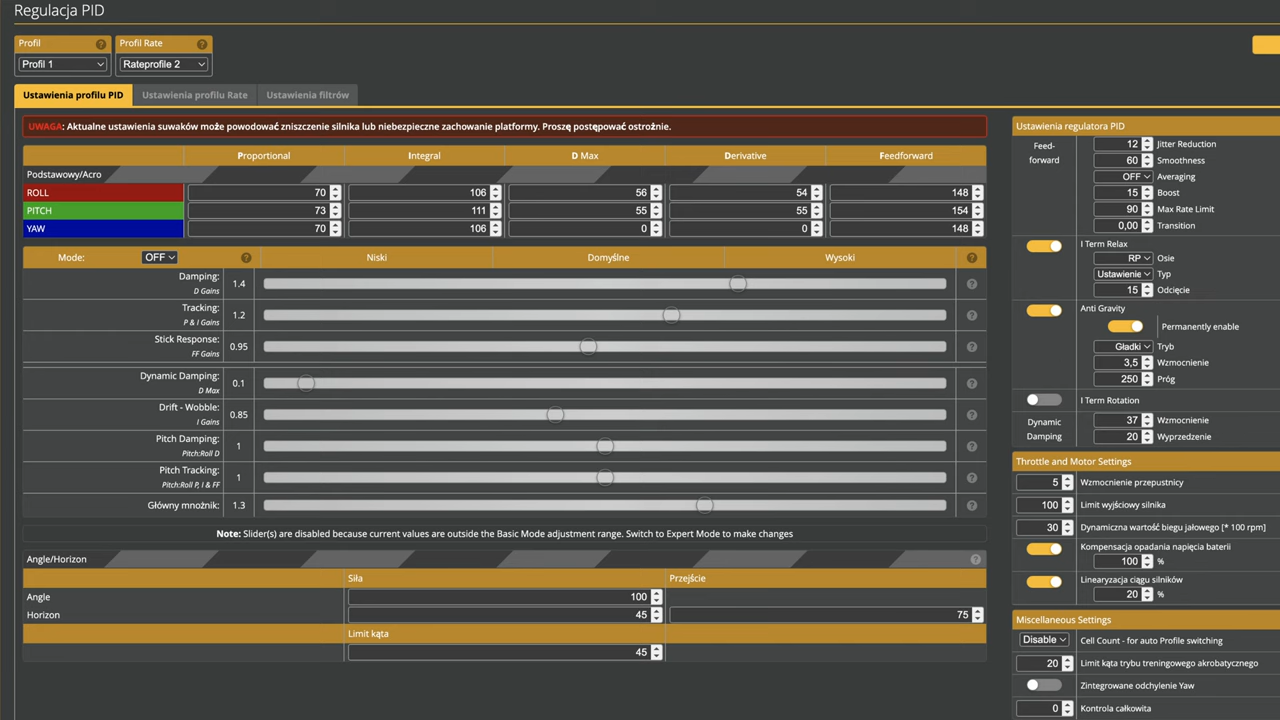 Regulacja PID
Profil
Profil Rate
Profil 1
Rateprofile 2
Ustawienia profilu PID
Ustawienia profilu Rate
Ustawienia filtrów
UWAGA: Aktualne ustawienia suwaków może powodować zniszczenie silnika lub niebezpieczne zachowanie platformy. Proszę postępować ostrożnie.
Proportional Integral D Max Derivative Feedforward
Podstawowy/Acro
ROLL 70 106 56 54 148
PITCH 73 111 55 55 154
YAW 70 106 0 0 148
Mode: OFF Niski Domyślne Wysoki
Damping:
D Gains
1.4
Tracking:
P & I Gains
1.2
Stick Response:
FF Gains
0.95
Dynamic Damping:
D Max
0.1
Drift - Wobble:
I Gains
0.85
Pitch Damping:
Pitch:Roll D
1
Pitch Tracking:
Pitch:Roll P, I & FF
1
Główny mnożnik: 1.3
Note: Slider(s) are disabled because current values are outside the Basic Mode adjustment range. Switch to Expert Mode to make changes
Angle/Horizon
Siła Przejście
Angle 100
Horizon 45 75
Limit kąta
45
Ustawienia regulatora PID
Feed-
forward
12 Jitter Reduction
60 Smoothness
OFF Averaging
15 Boost
90 Max Rate Limit
0,00 Transition
I Term Relax
RP Osie
Ustawienie Typ
15 Odcięcie
Anti Gravity
Permanently enable
Gładki Tryb
3,5 Wzmocnienie
250 Próg
I Term Rotation
Dynamic
Damping
37 Wzmocnienie
20 Wyprzedzenie
Throttle and Motor Settings
5 Wzmocnienie przepustnicy
100 Limit wyjściowy silnika
30 Dynamiczna wartość biegu jałowego [* 100 rpm]
Kompensacja opadania napięcia baterii
100 %
Linearyzacja ciągu silników
20 %
Miscellaneous Settings
Disable Cell Count - for auto Profile switching
20 Limit kąta trybu treningowego akrobatycznego
Zintegrowane odchylenie Yaw
0 Kontrola całkowita